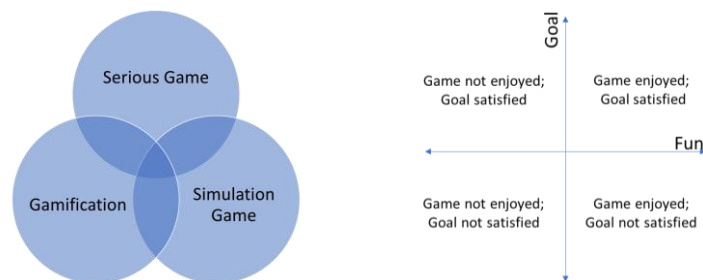 Serious Game
Gamification
Simulation
Game
Goal
Fun
Game not enjoyed;
Goal satisfied
Game enjoyed;
Goal satisfied
Game not enjoyed;
Goal not satisfied
Game enjoyed;
Goal not satisfied